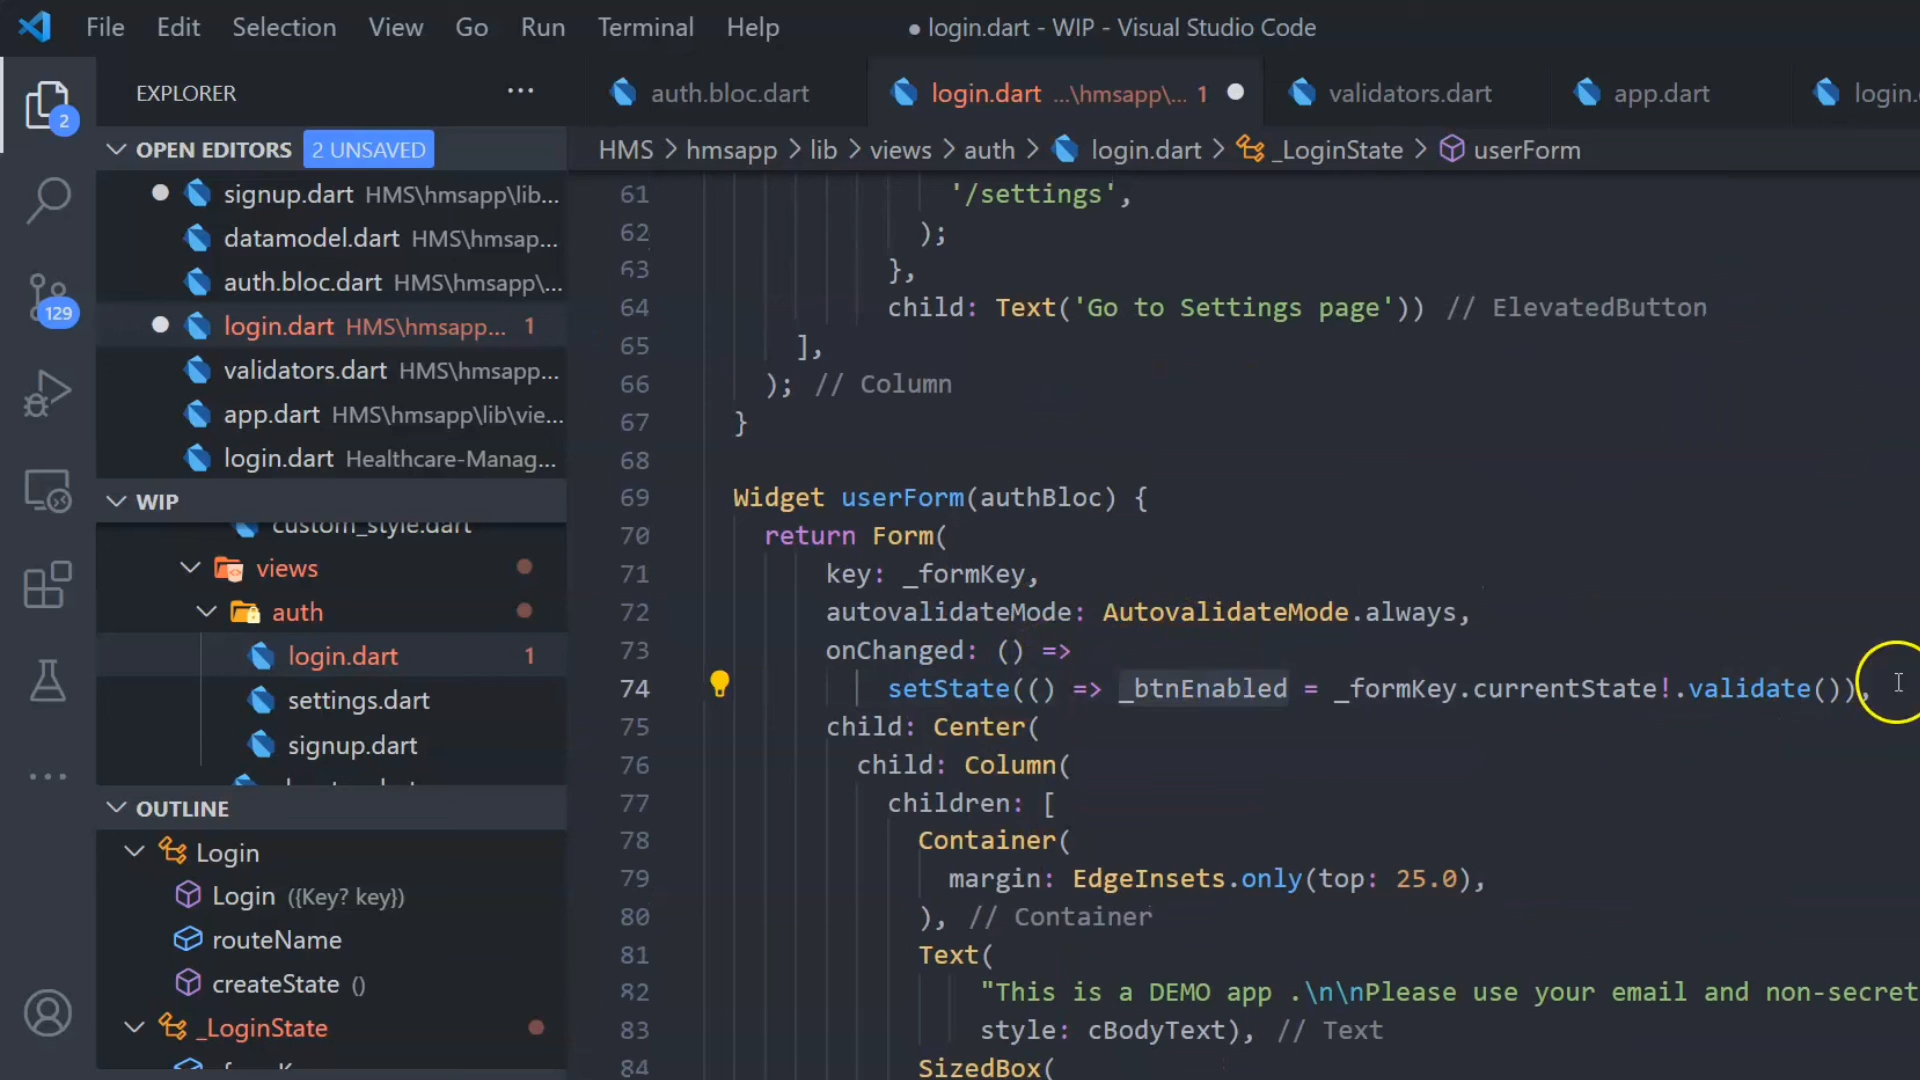 File Edit Selection View Go Run Terminal Help
● login.dart - WIP - Visual Studio Code
2
129
EXPLORER
...
OPEN EDITORS 2 UNSAVED
signup.dart HMS\hmsapp\lib...
datamodel.dart HMS\hmsap...
auth.bloc.dart HMS\hmsapp\...
login.dart HMS\hmsapp... 1
validators.dart HMS\hmsapp...
app.dart HMS\hmsapp\lib\vie...
login.dart Healthcare-Manag...
WIP
custom_style.dart
views
auth
login.dart 1
settings.dart
signup.dart
OUTLINE
Login
Login ({Key? key})
routeName
createState ()
_LoginState
auth.bloc.dart login.dart ...\hmsapp\... 1 validators.dart app.dart login.
HMS > hmsapp > lib > views > auth > login.dart > _LoginState > userForm
61 '/settings',
62 );
63 },
64 child: Text('Go to Settings page')) // ElevatedButton
65 ],
66 ); // Column
67 }
68
69 Widget userForm(authBloc) {
70 return Form(
71 key: _formKey,
72 autovalidateMode: AutovalidateMode.always,
73 onChanged: () =>
74 setState(() => _btnEnabled = _formKey.currentState!.validate()),
75 child: Center(
76 child: Column(
77 children: [
78 Container(
79 margin: EdgeInsets.only(top: 25.0),
80 ), // Container
81 Text(
82 "This is a DEMO app .\n\nPlease use your email and non-secret
83 style: cBodyText), // Text
84 SizedBox(